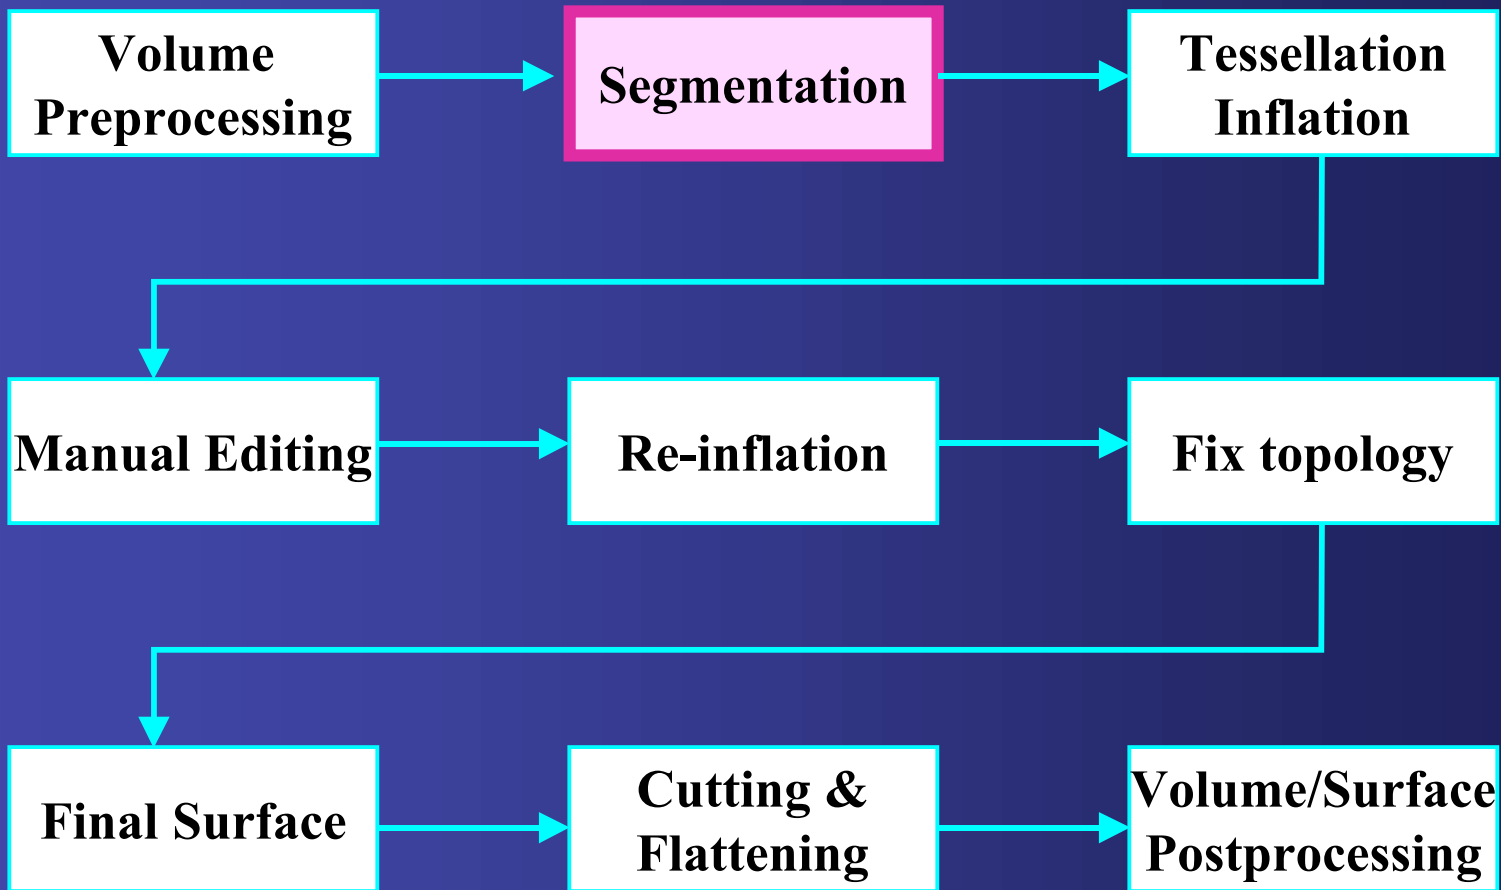 Volume
Preprocessing
Segmentation
Tessellation
Inflation
Manual Editing
Re-inflation
Fix topology
Final Surface
Cutting &
Flattening
Volume/Surface
Postprocessing